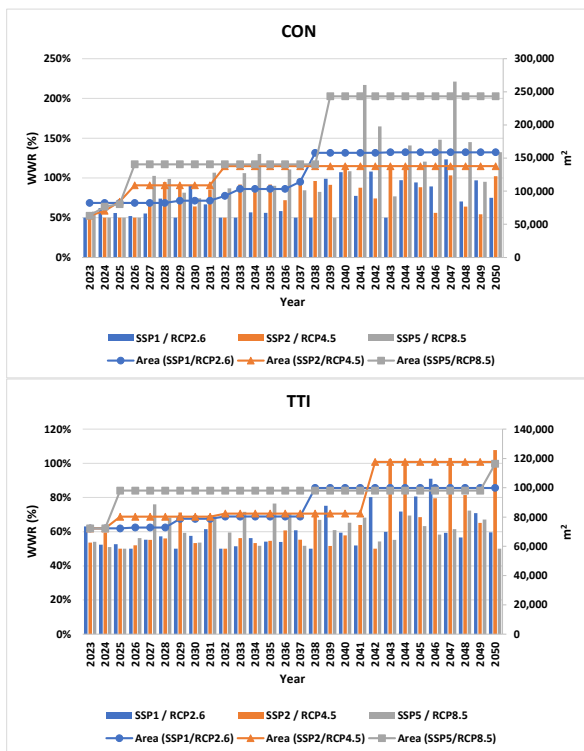 CON
250%
200%
150%
100%
50%
0%
WWR (%)
300,000
250,000
200,000
150,000
100,000
50,000
0
m²
2023 2024 2025 2026 2027 2028 2029 2030 2031 2032 2033 2034 2035 2036 2037 2038 2039 2040 2041 2042 2043 2044 2045 2046 2047 2048 2049 2050
Year
SSP1 / RCP2.6 SSP2 / RCP4.5 SSP5 / RCP8.5
Area (SSP1/RCP2.6) Area (SSP2/RCP4.5) Area (SSP5/RCP8.5)
TTI
120%
100%
80%
60%
40%
20%
0%
WWR (%)
140,000
120,000
100,000
80,000
60,000
40,000
20,000
0
m²
2023 2024 2025 2026 2027 2028 2029 2030 2031 2032 2033 2034 2035 2036 2037 2038 2039 2040 2041 2042 2043 2044 2045 2046 2047 2048 2049 2050
Year
SSP1 / RCP2.6 SSP2 / RCP4.5 SSP5 / RCP8.5
Area (SSP1/RCP2.6) Area (SSP2/RCP4.5) Area (SSP5/RCP8.5)